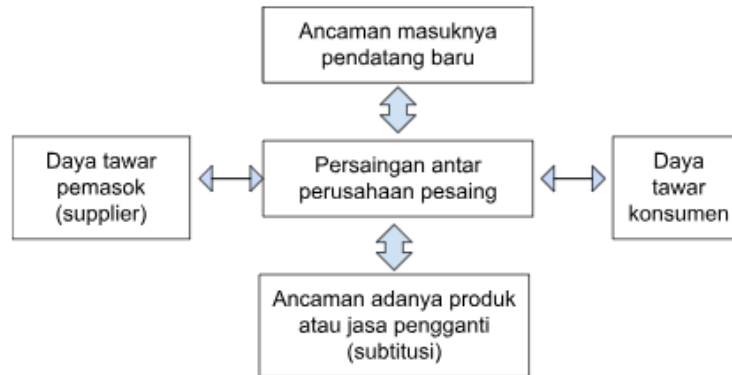 Ancaman masuknya
pendatang baru
Daya tawar
pemasok
(supplier)
Persaingan antar
perusahaan pesaing
Daya
tawar
konsumen
Ancaman adanya produk
atau jasa pengganti
(subtitusi)